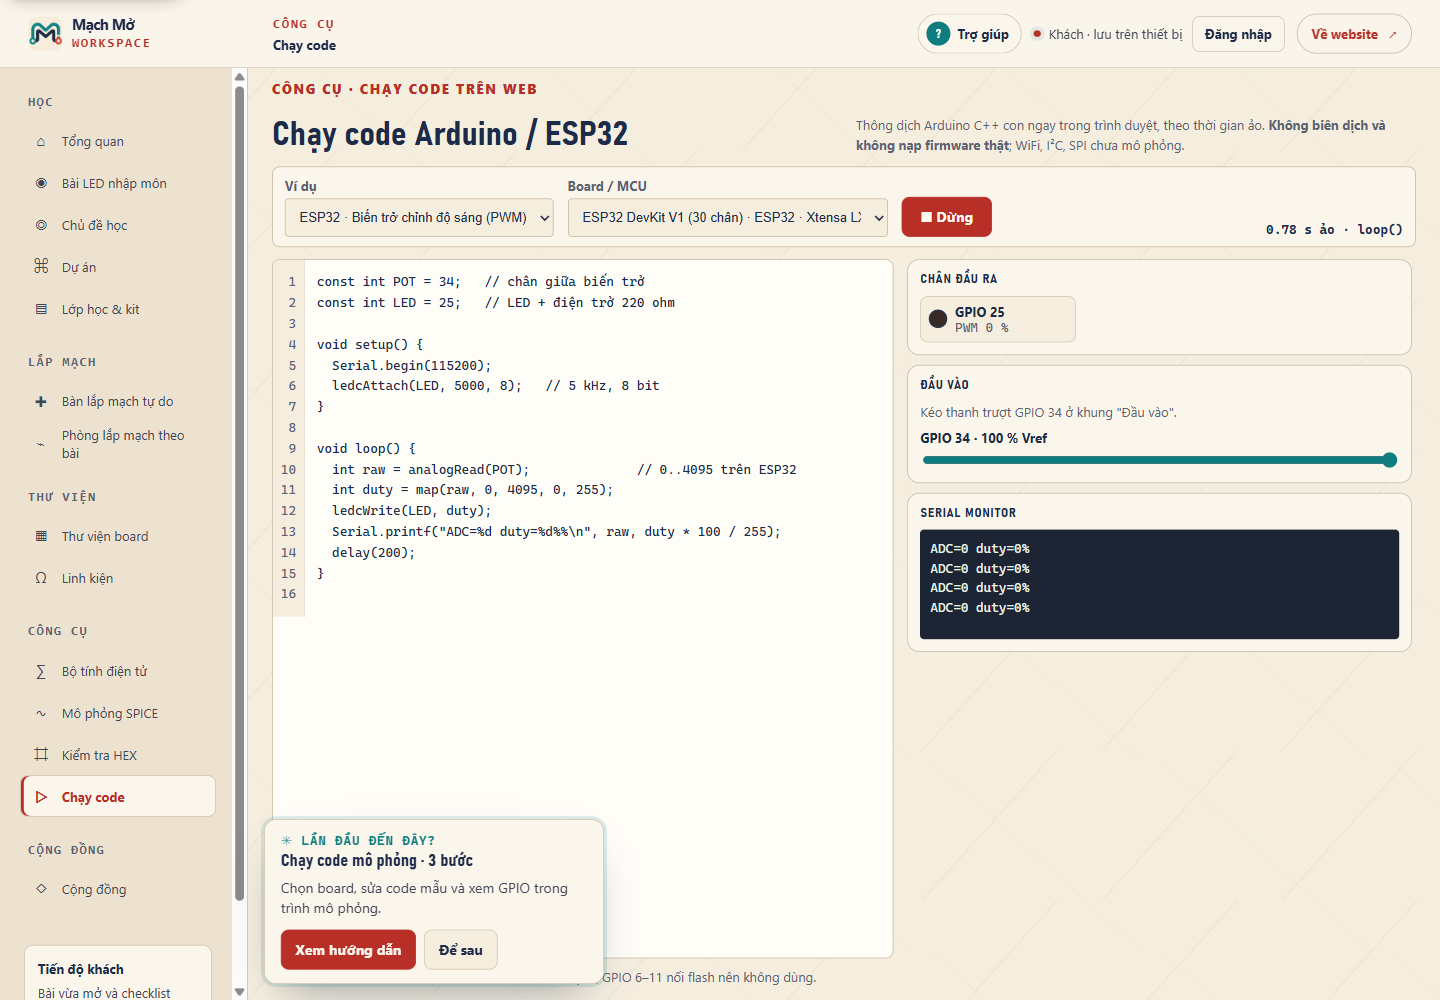 Mạch Mở
WORKSPACE
CÔNG CỤ
Chạy code
? Trợ giúp
Khách · lưu trên thiết bị
Đăng nhập
Về website ↗
HỌC
Tổng quan
Bài LED nhập môn
Chủ đề học
Dự án
Lớp học & kit
LẮP MẠCH
Bàn lắp mạch tự do
Phòng lắp mạch theo
bài
THƯ VIỆN
Thư viện board
Linh kiện
CÔNG CỤ
Bộ tính điện tử
Mô phỏng SPICE
Kiểm tra HEX
Chạy code
CỘNG ĐỒNG
Cộng đồng
Tiến độ khách
Bài vừa mở và checklist
CÔNG CỤ · CHẠY CODE TRÊN WEB
Chạy code Arduino / ESP32
Thông dịch Arduino C++ con ngay trong trình duyệt, theo thời gian ảo. Không biên dịch và
không nạp firmware thật; WiFi, I²C, SPI chưa mô phỏng.
Ví dụ
ESP32 · Biến trở chỉnh độ sáng (PWM)
Board / MCU
ESP32 DevKit V1 (30 chân) · ESP32 · Xtensa LX
Dừng
0.78 s ảo · loop()
1 const int POT = 34;   // chân giữa biến trở
2 const int LED = 25;   // LED + điện trở 220 ohm
3
4 void setup() {
5   Serial.begin(115200);
6   ledcAttach(LED, 5000, 8);   // 5 kHz, 8 bit
7 }
8
9 void loop() {
10   int raw = analogRead(POT);              // 0..4095 trên ESP32
11   int duty = map(raw, 0, 4095, 0, 255);
12   ledcWrite(LED, duty);
13   Serial.printf("ADC=%d duty=%d%%\n", raw, duty * 100 / 255);
14   delay(200);
15 }
16
CHÂN ĐẦU RA
GPIO 25
PWM 0 %
ĐẦU VÀO
Kéo thanh trượt GPIO 34 ở khung "Đầu vào".
GPIO 34 · 100 % Vref
SERIAL MONITOR
ADC=0 duty=0%
ADC=0 duty=0%
ADC=0 duty=0%
ADC=0 duty=0%
✳ LẦN ĐẦU ĐẾN ĐÂY?
Chạy code mô phỏng · 3 bước
Chọn board, sửa code mẫu và xem GPIO trong
trình mô phỏng.
Xem hướng dẫn
Để sau
GPIO 6–11 nối flash nên không dùng.